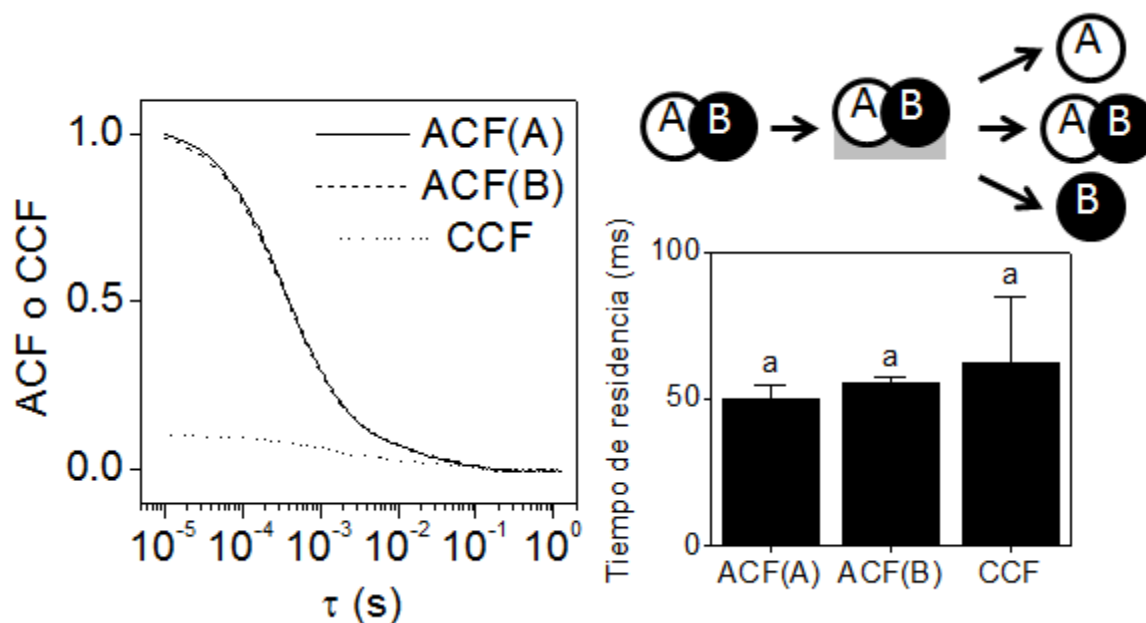 ACF o CCF
1.0
0.5
0.0
ACF(A)
ACF(B)
CCF
10-5 10-4 10-3 10-2 10-1 100
τ (s)
A B
A B
A
A B
B
Tiempo de residencia (ms)
100
50
0
a a a
ACF(A) ACF(B) CCF